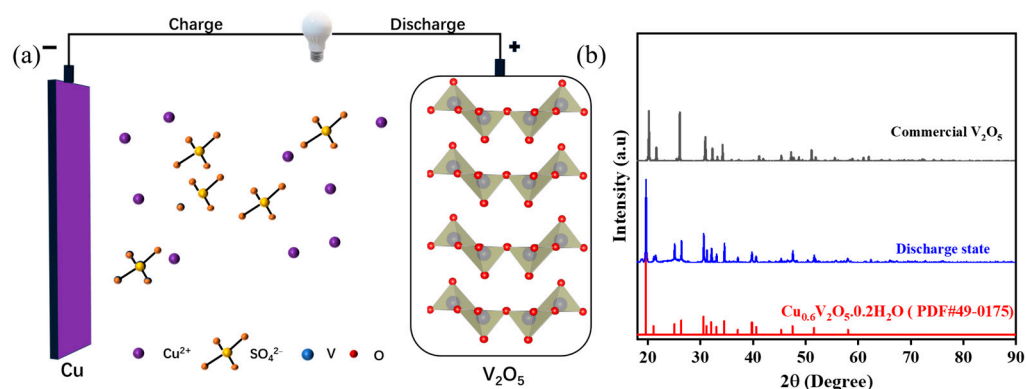 (a)
Charge
Discharge
−
+
Cu
V₂O₅
Cu²⁺
SO₄²⁻
V
O
(b)
Intensity (a.u)
Commercial V₂O₅
Discharge state
Cu₀.₆V₂O₅.0.2H₂O ( PDF#49-0175)
20 30 40 50 60 70 80 90
2θ (Degree)